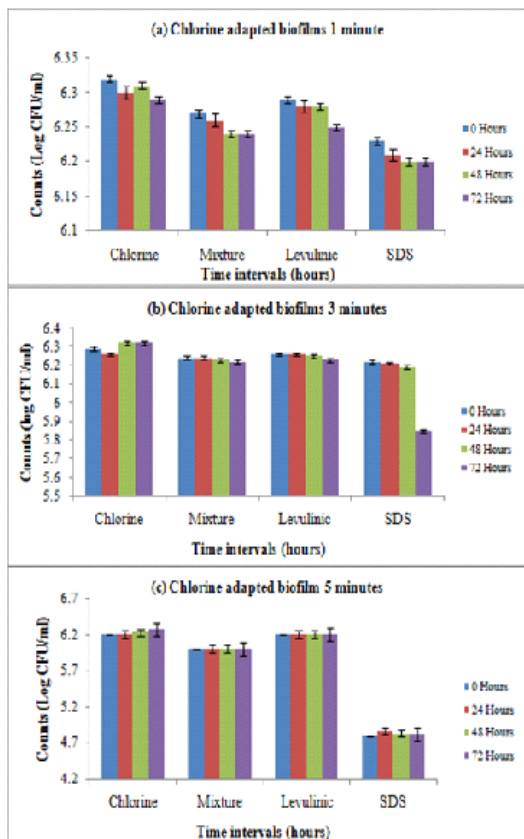 (a) Chlorine adapted biofilms 1 minute
6.35
6.3
6.25
6.2
6.15
6.1
Counts (Log CFU/ml)
Chlorine Mixture Levulinic SDS
Time intervals (hours)
0 Hours
24 Hours
48 Hours
72 Hours
(b) Chlorine adapted biofilms 3 minutes
6.4
6.3
6.2
6.1
6
5.9
5.8
5.7
5.6
5.5
Counts (log CFU/ml)
Chlorine Mixture Levulinic SDS
Time intervals (hours)
0 Hours
24 Hours
48 Hours
72 Hours
(c) Chlorine adapted biofilm 5 minutes
6.7
6.2
5.7
5.2
4.7
4.2
Counts (Log CFU/ml)
Chlorine Mixture Levulinic SDS
Time intervals (hours)
0 Hours
24 Hours
48 Hours
72 Hours